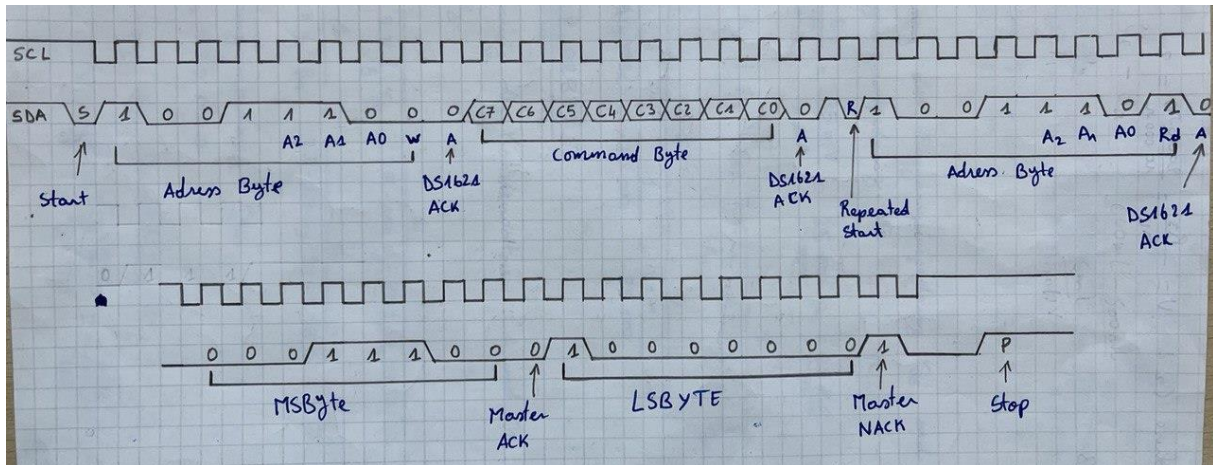 SCL
SDA S 1 0 0 1 1 1 0 0 0 C7 C6 C5 C4 C3 C2 C1 C0 0 R 1 0 0 1 1 1 0 1 0
A2 A1 A0 W A A A2 A1 A0 Rd A
Start
Adress Byte
DS1621
ACK
Command Byte
DS1621
ACK
Repeated
Start
Adress Byte
DS1621
ACK
0 1 1 1
0 0 0 1 1 1 0 0 0 1 0 0 0 0 0 0 0 1 P
MSByte
Master
ACK
LSBYTE
Master
NACK
Stop